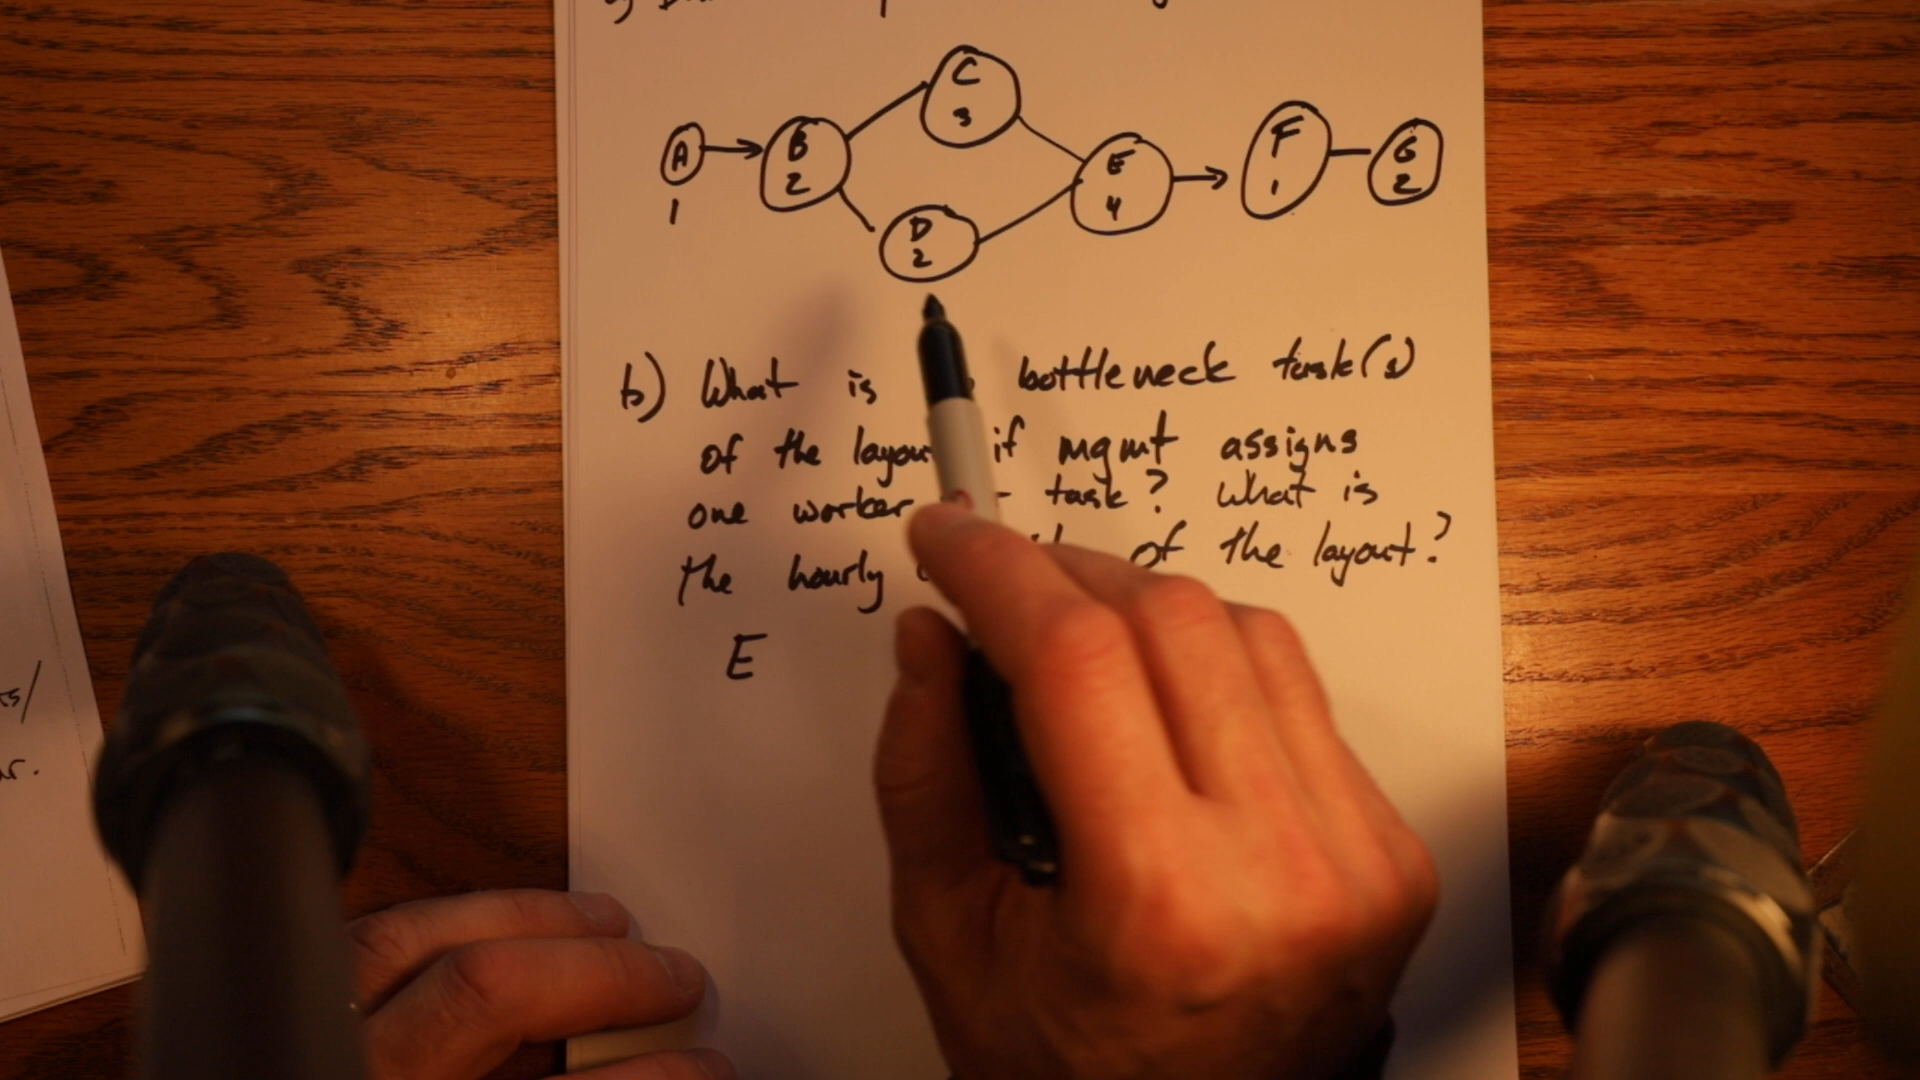 C
3
A
1
B
2
E
4
F
1
G
2
D
2
b) What is bottleneck task(s)
of the layout if mgmt assigns
one worker task? What is
the hourly of the layout?
E